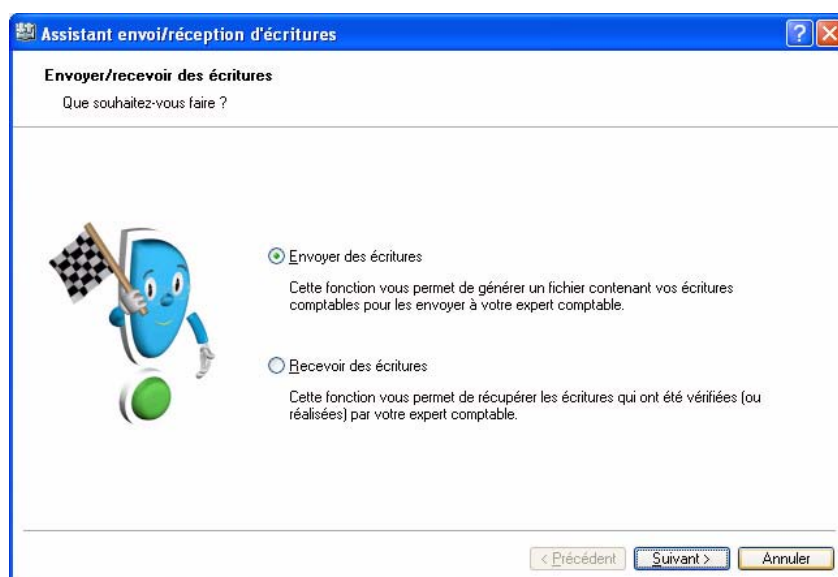 Assistant envoi/réception d'écritures
Envoyer/recevoir des écritures
Que souhaitez-vous faire ?
Envoyer des écritures
Cette fonction vous permet de générer un fichier contenant vos écritures
comptables pour les envoyer à votre expert comptable.
Recevoir des écritures
Cette fonction vous permet de récupérer les écritures qui ont été vérifiées (ou
réalisées) par votre expert comptable.
< Précédent Suivant > Annuler